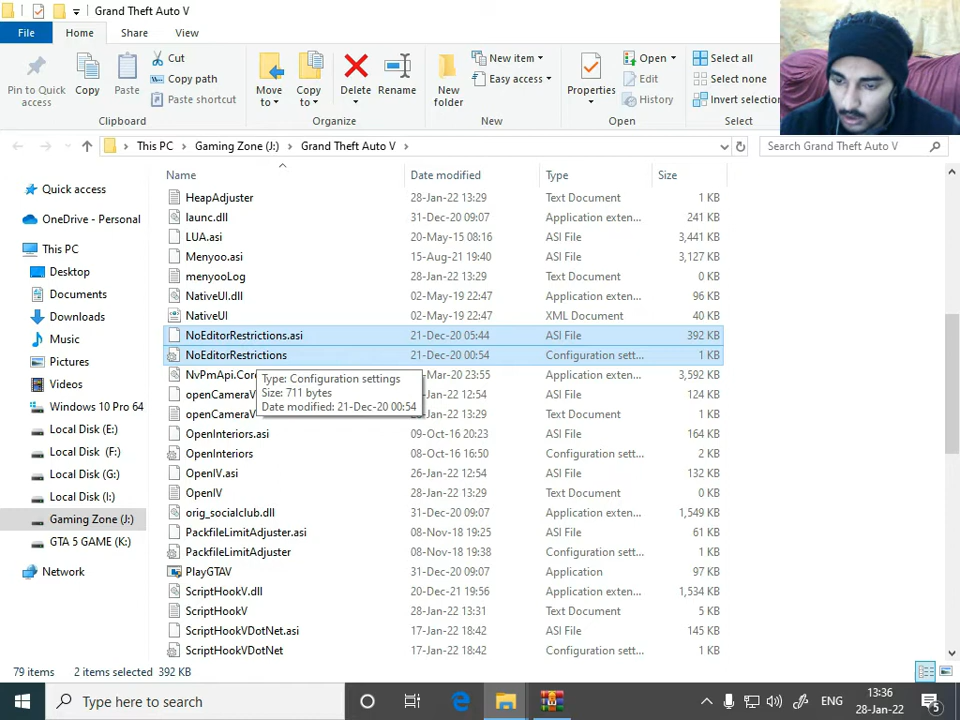 Grand Theft Auto V
File Home Share View
Pin to Quick access
Copy
Paste
Cut
Copy path
Paste shortcut
Clipboard
Move to
Copy to
Delete
Rename
Organize
New folder
New item
Easy access
New
Properties
Open
Edit
History
Open
Select all
Select none
Invert selection
Select
This PC > Gaming Zone (J:) > Grand Theft Auto V >
Search Grand Theft Auto V
Name Date modified Type Size
Quick access
OneDrive - Personal
This PC
Desktop
Documents
Downloads
Music
Pictures
Videos
Windows 10 Pro 64
Local Disk (E:)
Local Disk (F:)
Local Disk (G:)
Local Disk (I:)
Gaming Zone (J:)
GTA 5 GAME (K:)
Network
HeapAdjuster 28-Jan-22 13:29 Text Document 1 KB
launc.dll 31-Dec-20 09:07 Application exten... 241 KB
LUA.asi 20-May-15 08:16 ASI File 3,441 KB
Menyoo.asi 15-Aug-21 19:40 ASI File 3,127 KB
menyooLog 28-Jan-22 13:29 Text Document 0 KB
NativeUI.dll 02-May-19 22:47 Application exten... 96 KB
NativeUI 02-May-19 22:47 XML Document 40 KB
NoEditorRestrictions.asi 21-Dec-20 05:44 ASI File 392 KB
NoEditorRestrictions 21-Dec-20 00:54 Configuration sett... 1 KB
NvPmApi.Cor -Mar-20 23:55 Application exten... 3,592 KB
openCameraV -Jan-22 12:54 ASI File 124 KB
openCameraV -Jan-22 13:29 Text Document 1 KB
OpenInteriors.asi 09-Oct-16 20:23 ASI File 164 KB
OpenInteriors 08-Oct-16 16:50 Configuration sett... 2 KB
OpenIV.asi 26-Jan-22 12:54 ASI File 132 KB
OpenIV 28-Jan-22 13:29 Text Document 0 KB
orig_socialclub.dll 31-Dec-20 09:07 Application exten... 1,549 KB
PackfileLimitAdjuster.asi 08-Nov-18 19:25 ASI File 61 KB
PackfileLimitAdjuster 08-Nov-18 19:38 Configuration sett... 1 KB
PlayGTAV 31-Dec-20 09:07 Application 97 KB
ScriptHookV.dll 20-Dec-21 19:56 Application exten... 1,534 KB
ScriptHookV 28-Jan-22 13:31 Text Document 5 KB
ScriptHookVDotNet.asi 17-Jan-22 18:42 ASI File 145 KB
ScriptHookVDotNet 17-Jan-22 18:42 Configuration sett... 1 KB
Type: Configuration settings
Size: 711 bytes
Date modified: 21-Dec-20 00:54
79 items 2 items selected 392 KB
Type here to search
ENG
13:36
28-Jan-22
5